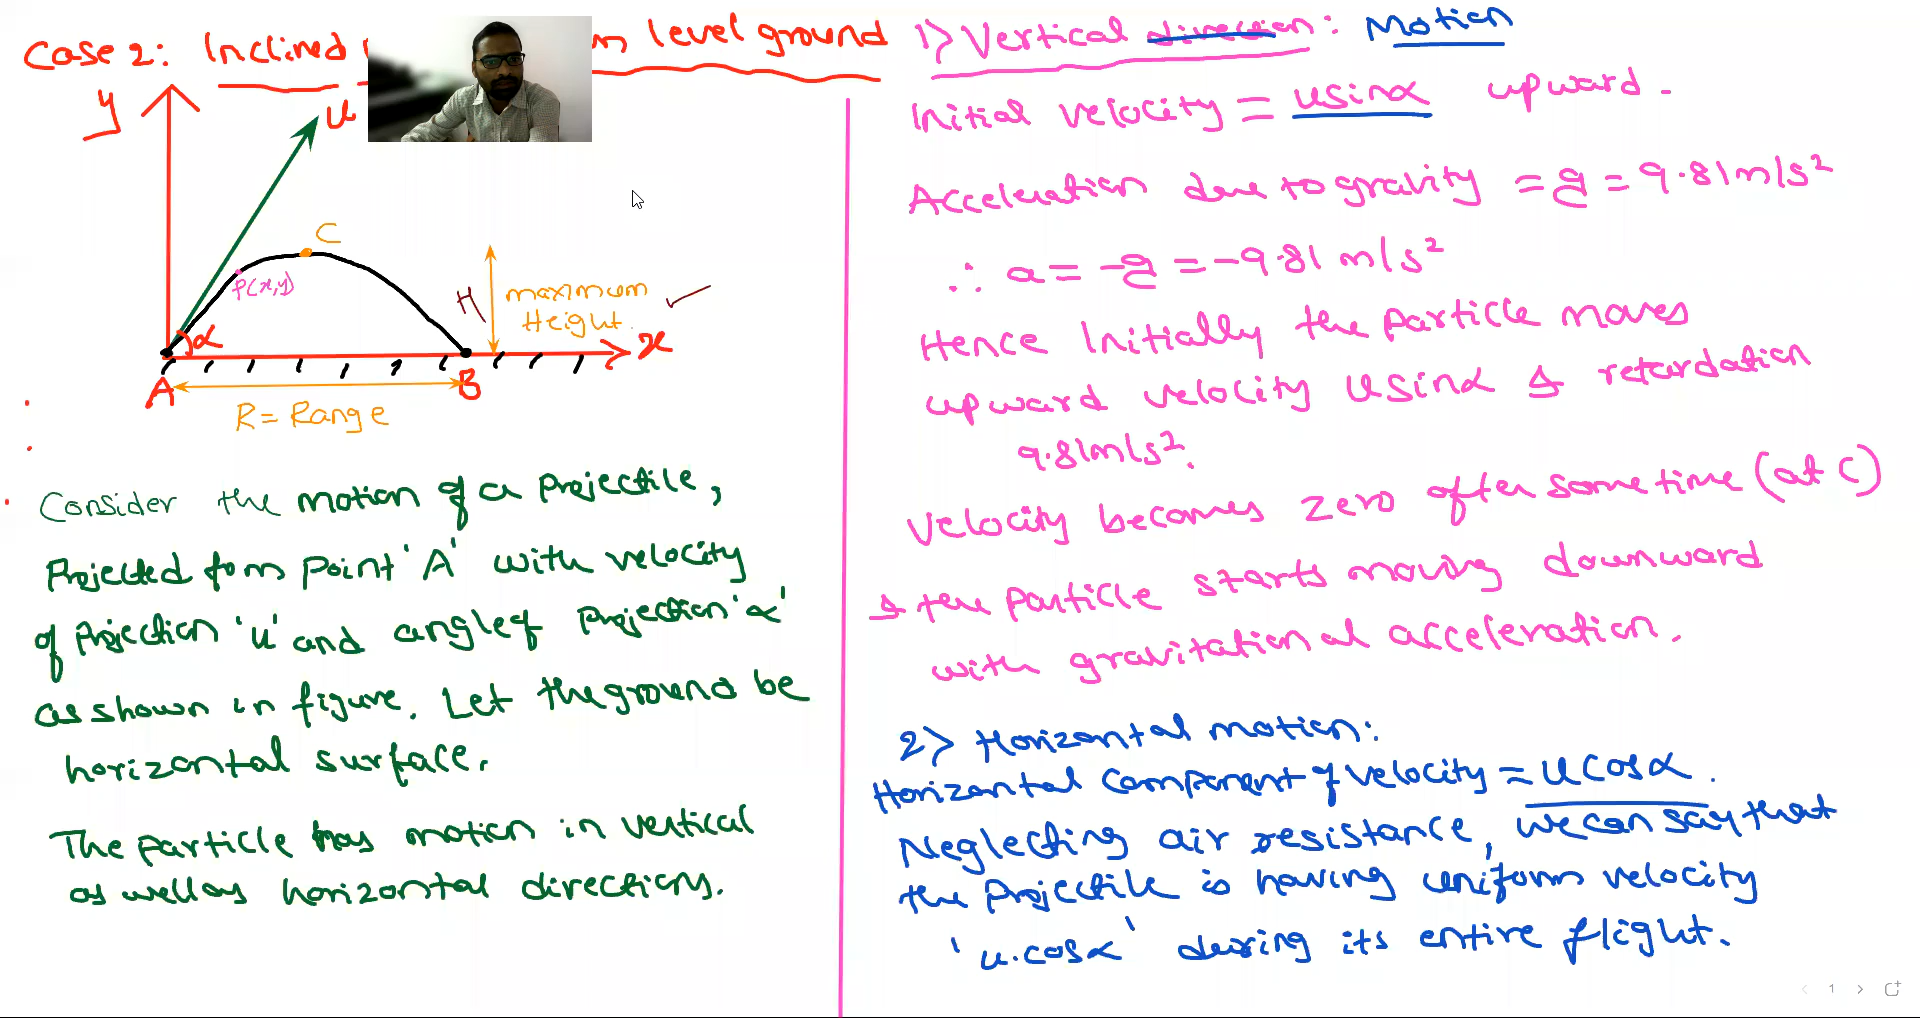 Case 2: Inclined level ground
y
u
C
P(x,y)
H
maximum
Height.
α
x
A
B
R = Range
Consider the motion of a projectile,
Projected from point 'A' with velocity
of projection 'u' and angle of projection 'α'
as shown in figure. Let the ground be
horizontal surface.
The particle has motion in vertical
as well as horizontal directions.
1) Vertical direction: Motion
Initial velocity = usinα upward.
Acceleration due to gravity = g = 9.81 m/s²
∴ a = -g = -9.81 m/s²
Hence Initially the particle moves
upward velocity usinα & retardation
9.81m/s².
Velocity becomes zero after some time (at C)
& the particle starts moving downward
with gravitational acceleration.
2) Horizontal motion:
Horizontal component of velocity = ucosα.
Neglecting air resistance, we can say that
the projectile is having uniform velocity
'u.cosα' during its entire flight.
1